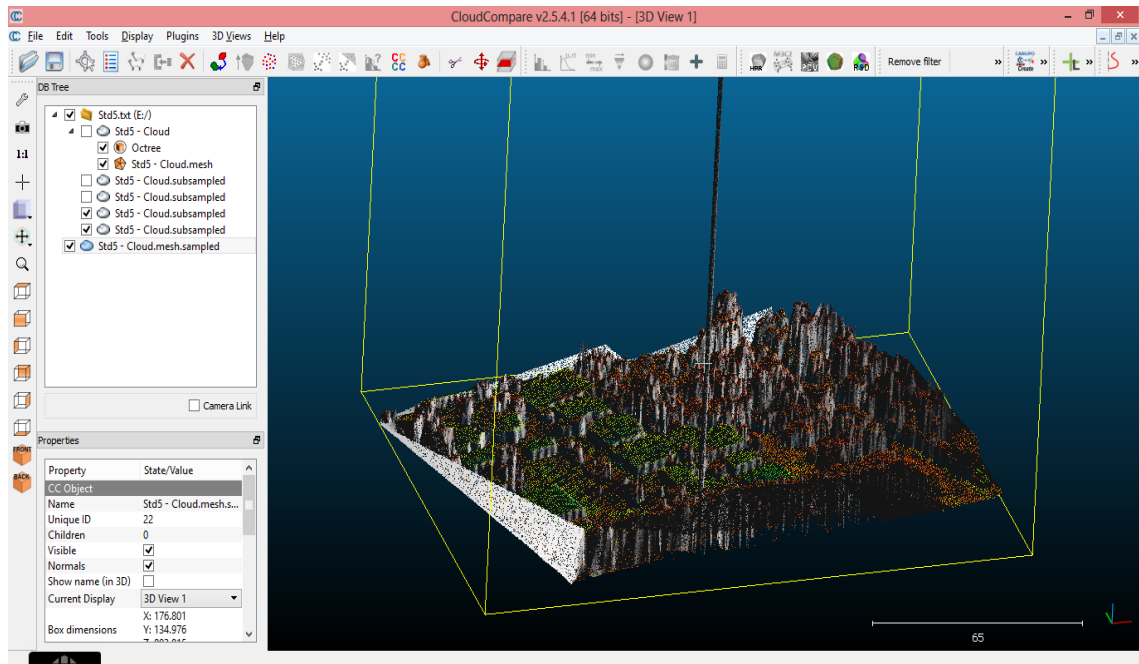 CloudCompare v2.5.4.1 [64 bits] - [3D View 1]
File Edit Tools Display Plugins 3D Views Help
Remove filter
DB Tree
Std5.txt (E:/)
Std5 - Cloud
Octree
Std5 - Cloud.mesh
Std5 - Cloud.subsampled
Std5 - Cloud.subsampled
Std5 - Cloud.subsampled
Std5 - Cloud.subsampled
Std5 - Cloud.mesh.sampled
1:1
Camera Link
FRONT
BACK
Properties
Property State/Value
CC Object
Name Std5 - Cloud.mesh.s...
Unique ID 22
Children 0
Visible
Normals
Show name (in 3D)
Current Display 3D View 1
X: 176.801
Box dimensions Y: 134.976
65